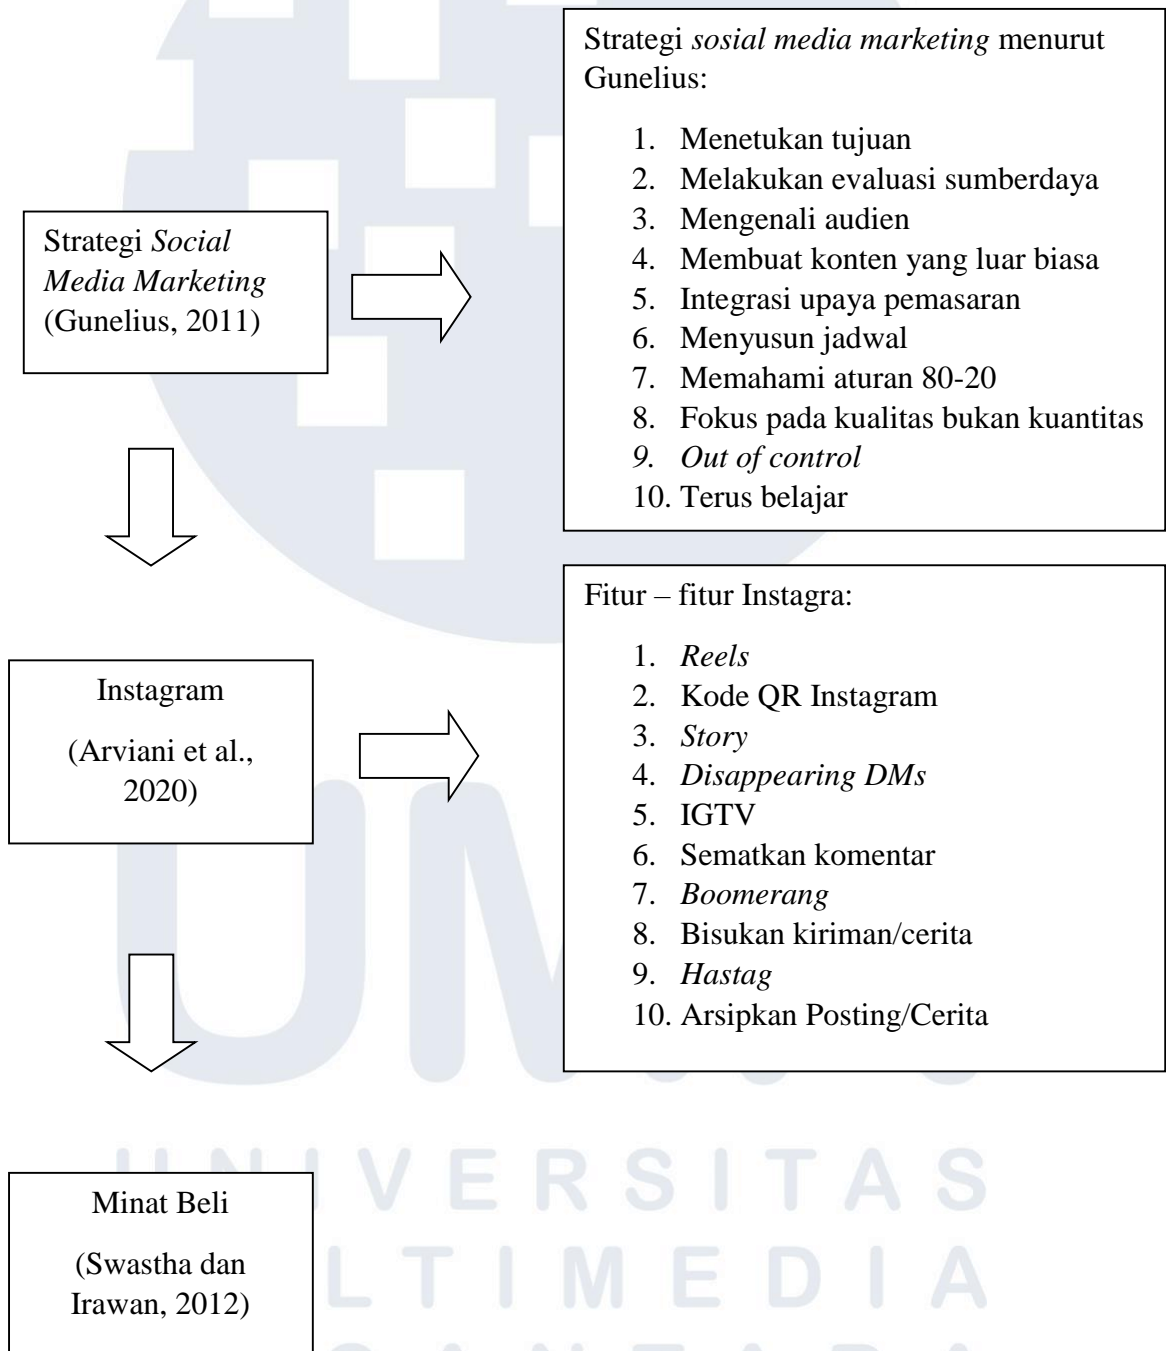 Strategi sosial media marketing menurut
Gunelius:
1. Menetukan tujuan
2. Melakukan evaluasi sumberdaya
3. Mengenali audien
4. Membuat konten yang luar biasa
5. Integrasi upaya pemasaran
6. Menyusun jadwal
7. Memahami aturan 80-20
8. Fokus pada kualitas bukan kuantitas
9. Out of control
10. Terus belajar
Strategi Social
Media Marketing
(Gunelius, 2011)
Fitur – fitur Instagra:
1. Reels
2. Kode QR Instagram
3. Story
4. Disappearing DMs
5. IGTV
6. Sematkan komentar
7. Boomerang
8. Bisukan kiriman/cerita
9. Hastag
10. Arsipkan Posting/Cerita
Instagram
(Arviani et al.,
2020)
Minat Beli
(Swastha dan
Irawan, 2012)
UNIVERSITAS